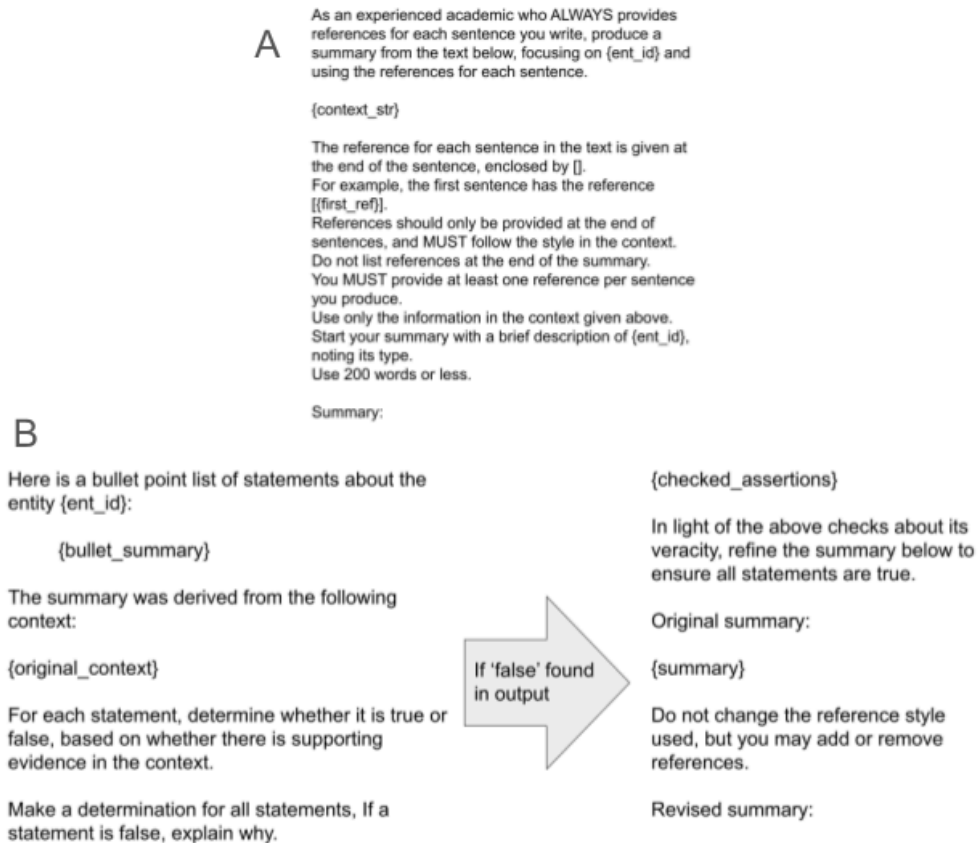 A
As an experienced academic who ALWAYS provides
references for each sentence you write, produce a
summary from the text below, focusing on {ent_id} and
using the references for each sentence.
{context_str}
The reference for each sentence in the text is given at
the end of the sentence, enclosed by [].
For example, the first sentence has the reference
[{first_ref}].
References should only be provided at the end of
sentences, and MUST follow the style in the context.
Do not list references at the end of the summary.
You MUST provide at least one reference per sentence
you produce.
Use only the information in the context given above.
Start your summary with a brief description of {ent_id},
noting its type.
Use 200 words or less.
Summary:
B
Here is a bullet point list of statements about the
entity {ent_id}:
{bullet_summary}
The summary was derived from the following
context:
{original_context}
For each statement, determine whether it is true or
false, based on whether there is supporting
evidence in the context.
Make a determination for all statements, If a
statement is false, explain why.
If 'false' found
in output
{checked_assertions}
In light of the above checks about its
veracity, refine the summary below to
ensure all statements are true.
Original summary:
{summary}
Do not change the reference style
used, but you may add or remove
references.
Revised summary: